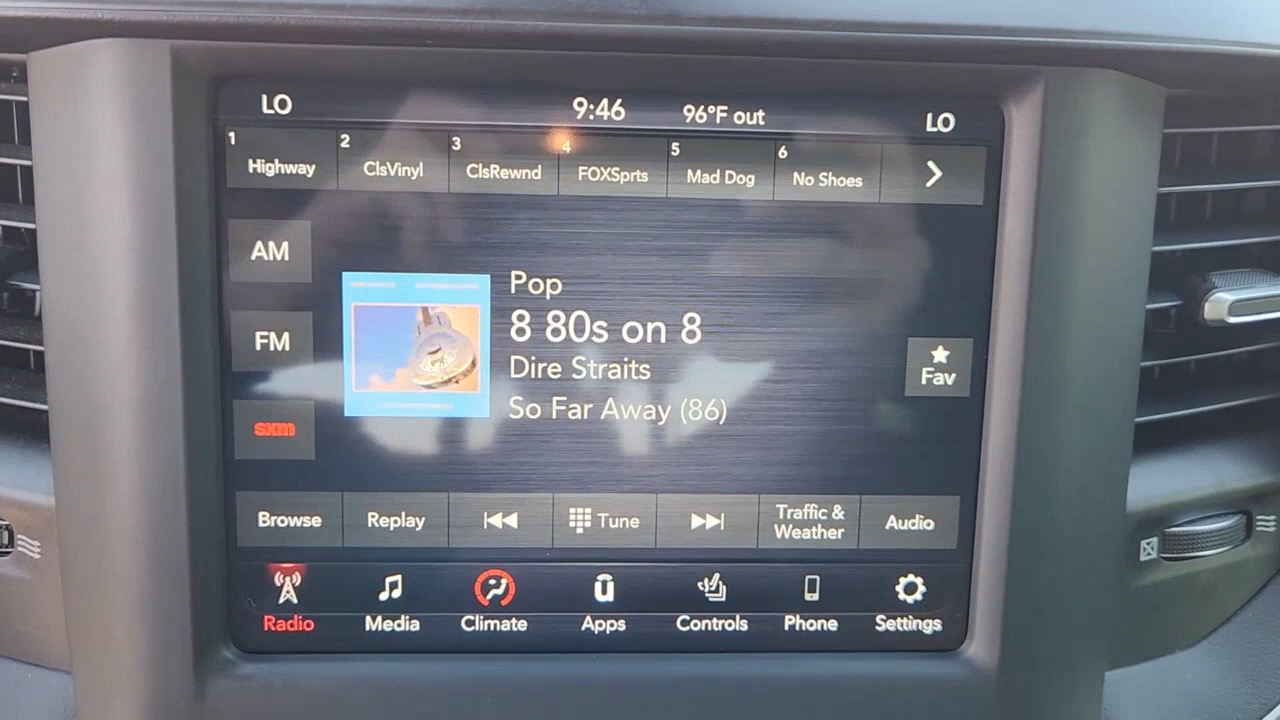 LO
9:46
96°F out
LO
1
Highway
2
ClsVinyl
3
ClsRewnd
4
FOXSprts
5
Mad Dog
6
No Shoes
AM
FM
sxm
Pop
8 80s on 8
Dire Straits
So Far Away (86)
Fav
Browse
Replay
Tune
Traffic &
Weather
Audio
Radio
Media
Climate
Apps
Controls
Phone
Settings